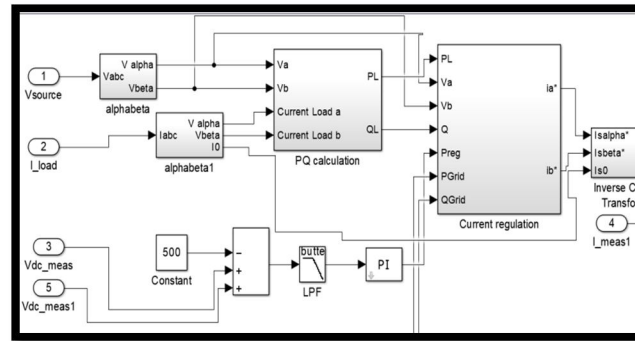 1
Vsource
Vabc
V alpha
Vbeta
alphabeta
2
I_load
Iabc
V alpha
Vbeta
I0
alphabeta1
Va
Vb
Current Load a
Current Load b
PL
QL
PQ calculation
PL
Va
Vb
Q
Preg
PGrid
QGrid
ia*
ib*
Current regulation
Isalpha*
Isbeta*
Is0
Inverse C
Transfo
4
I_meas1
3
Vdc_meas
5
Vdc_meas1
500
Constant
−
+
+
butte
LPF
PI